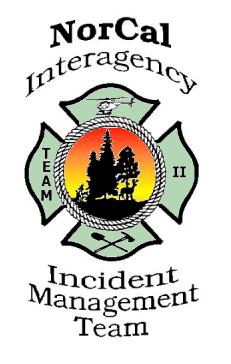 NorCal
Interagency
TEAM
II
Incident
Management
Team